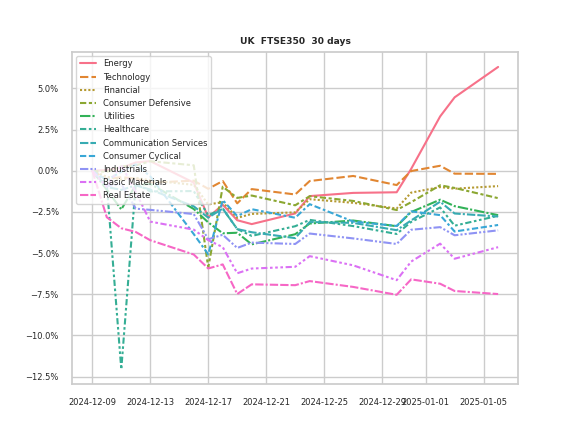 UK FTSE350 30 days
Energy
Technology
Financial
Consumer Defensive
Utilities
Healthcare
Communication Services
Consumer Cyclical
Industrials
Basic Materials
Real Estate
5.0%
2.5%
0.0%
−2.5%
−5.0%
−7.5%
−10.0%
−12.5%
2024-12-09 2024-12-13 2024-12-17 2024-12-21 2024-12-25 2024-12-29 2025-01-01 2025-01-05